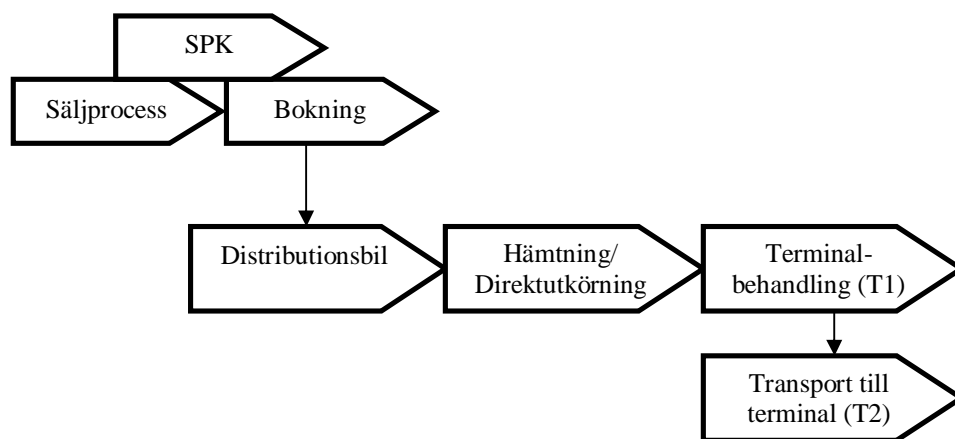 SPK
Säljprocess
Bokning
Distributionsbil
Hämtning/
Direktutkörning
Terminal-
behandling (T1)
Transport till
terminal (T2)